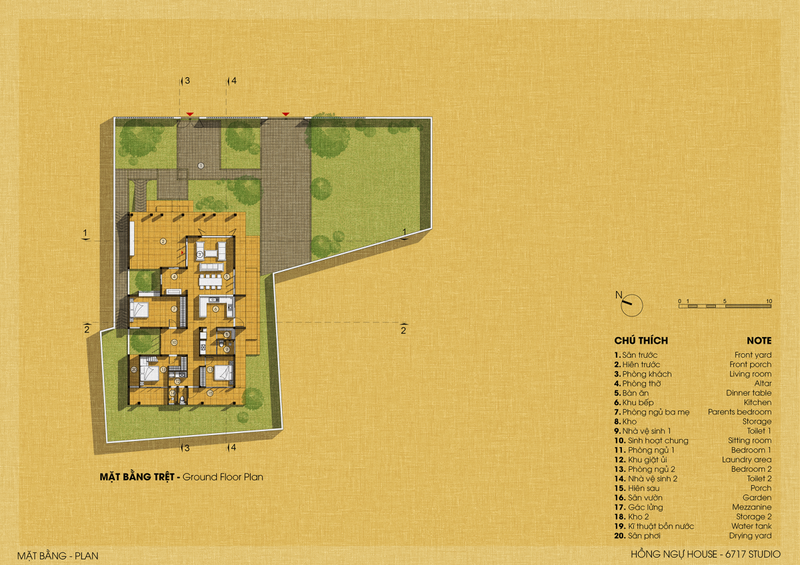 3 4
1 1
2 2
3 4
MẶT BẰNG TRỆT - Ground Floor Plan
N
0 1 5 10
CHÚ THÍCH NOTE
1. Sân trước Front yard
2. Hiên trước Front porch
3. Phòng khách Living room
4. Phòng thờ Altar
5. Bàn ăn Dinner table
6. Khu bếp Kitchen
7. Phòng ngủ ba mẹ Parents bedroom
8. Kho Storage
9. Nhà vệ sinh 1 Toilet 1
10. Sinh hoạt chung Sitting room
11. Phòng ngủ 1 Bedroom 1
12. Khu giặt ủi Laundry area
13. Phòng ngủ 2 Bedroom 2
14. Nhà vệ sinh 2 Toilet 2
15. Hiên sau Porch
16. Sân vườn Garden
17. Gác lửng Mezzanine
18. Kho 2 Storage 2
19. Kĩ thuật bồn nước Water tank
20. Sân phơi Drying yard
MẶT BẰNG - PLAN
HỒNG NGỰ HOUSE - 6717 STUDIO